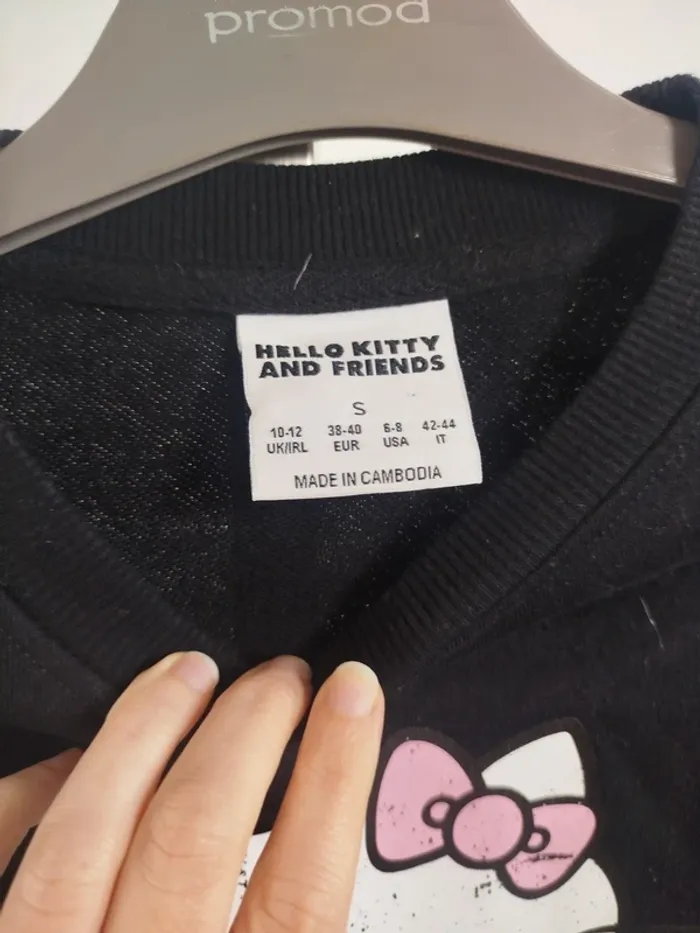 promod
HELLO KITTY
AND FRIENDS
S
10-12 38-40 6-8 42-44
UK/IRL EUR USA IT
MADE IN CAMBODIA